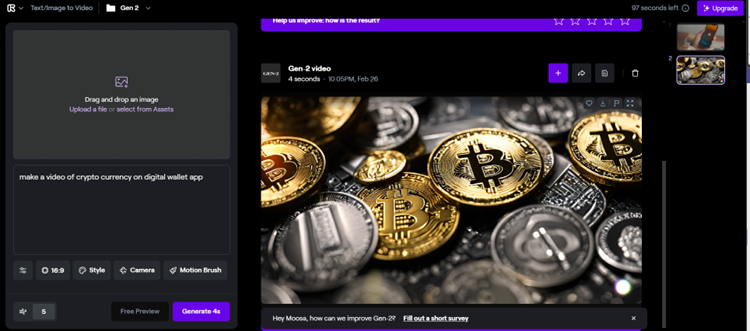 Text/Image to Video
Gen 2
97 seconds left
Upgrade
Help us improve: how is the result?
Drag and drop an image
Upload a file or select from Assets
make a video of crypto currency on digital wallet app
16:9
Style
Camera
Motion Brush
5
Free Preview
Generate 4s
GEN-2
Gen-2 video
4 seconds · 10:05PM, Feb 26
Hey Moosa, how can we improve Gen-2? Fill out a short survey
2